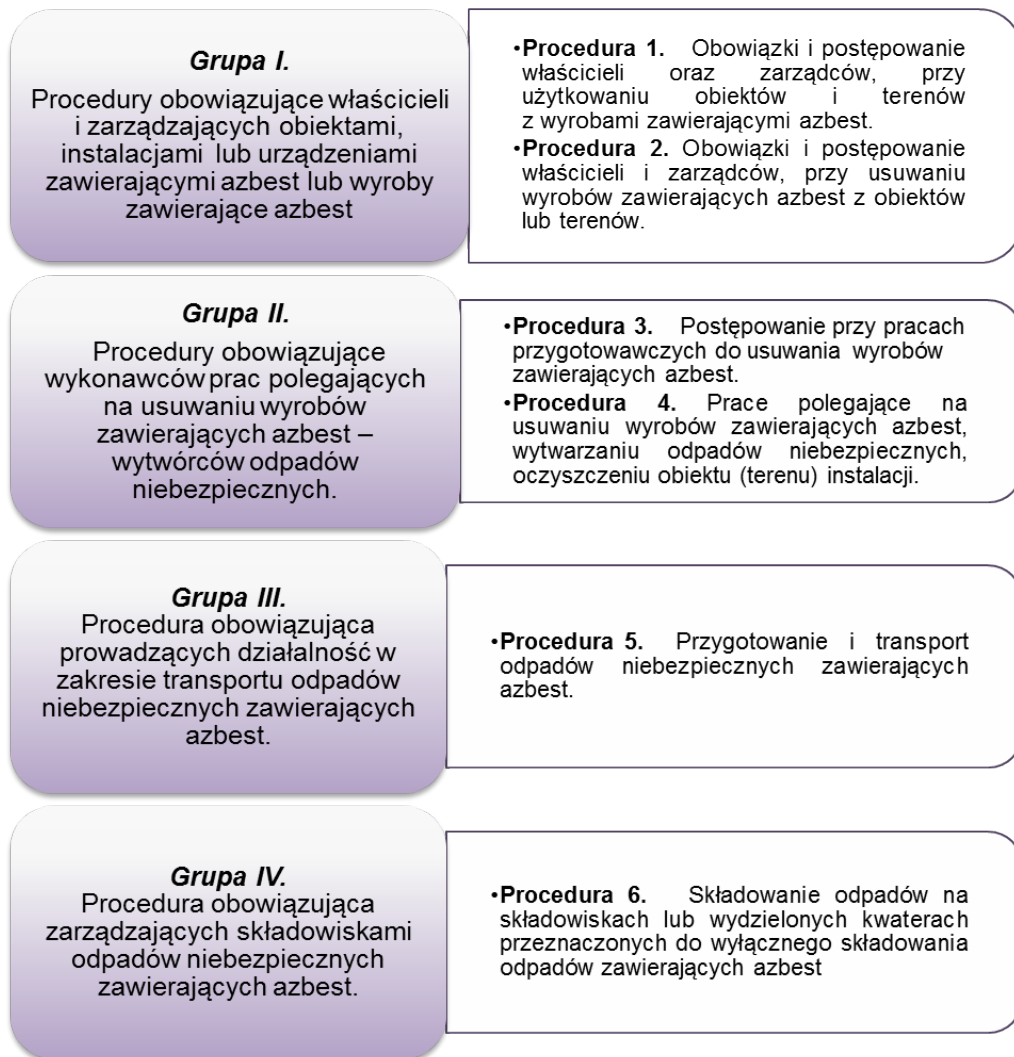 Grupa I.
Procedury obowiązujące właścicieli
i zarządzających obiektami,
instalacjami lub urządzeniami
zawierającymi azbest lub wyroby
zawierające azbest
•Procedura 1. Obowiązki i postępowanie
właścicieli oraz zarządców, przy
użytkowaniu obiektów i terenów
z wyrobami zawierającymi azbest.
•Procedura 2. Obowiązki i postępowanie
właścicieli i zarządców, przy usuwaniu
wyrobów zawierających azbest z obiektów
lub terenów.
Grupa II.
Procedury obowiązujące
wykonawców prac polegających
na usuwaniu wyrobów
zawierających azbest –
wytwórców odpadów
niebezpiecznych.
•Procedura 3. Postępowanie przy pracach
przygotowawczych do usuwania wyrobów
zawierających azbest.
•Procedura 4. Prace polegające na
usuwaniu wyrobów zawierających azbest,
wytwarzaniu odpadów niebezpiecznych,
oczyszczeniu obiektu (terenu) instalacji.
Grupa III.
Procedura obowiązująca
prowadzących działalność w
zakresie transportu odpadów
niebezpiecznych zawierających
azbest.
•Procedura 5. Przygotowanie i transport
odpadów niebezpiecznych zawierających
azbest.
Grupa IV.
Procedura obowiązująca
zarządzających składowiskami
odpadów niebezpiecznych
zawierających azbest.
•Procedura 6. Składowanie odpadów na
składowiskach lub wydzielonych kwaterach
przeznaczonych do wyłącznego składowania
odpadów zawierających azbest